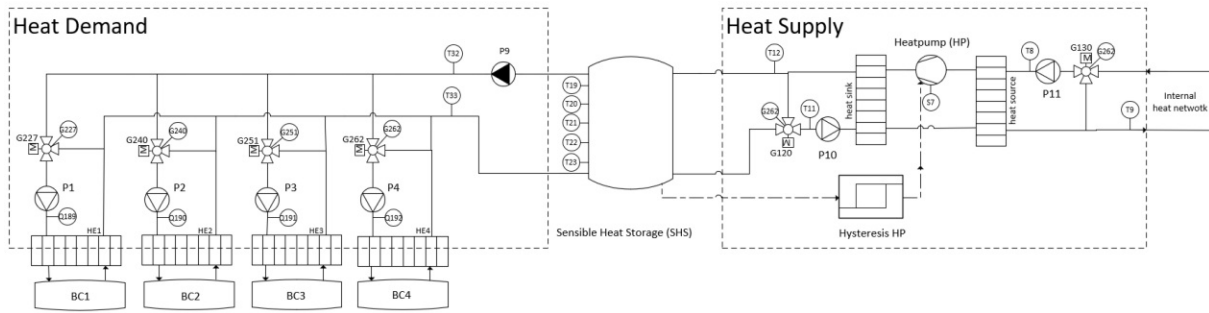 Heat Demand
Heat Supply
T32
P9
T33
T19
T20
T21
T22
T23
T12
Heatpump (HP)
S7
heat sink
heat source
T8
P11
G130
M
G262
Internal
heat netwotk
T9
G262
T11
G120
M
P10
G227
G227
M
G240
G240
M
G251
G251
M
G262
G262
M
P1
P2
P3
P4
Q189
Q190
Q191
Q192
HE1
HE2
HE3
HE4
BC1
BC2
BC3
BC4
Sensible Heat Storage (SHS)
Hysteresis HP